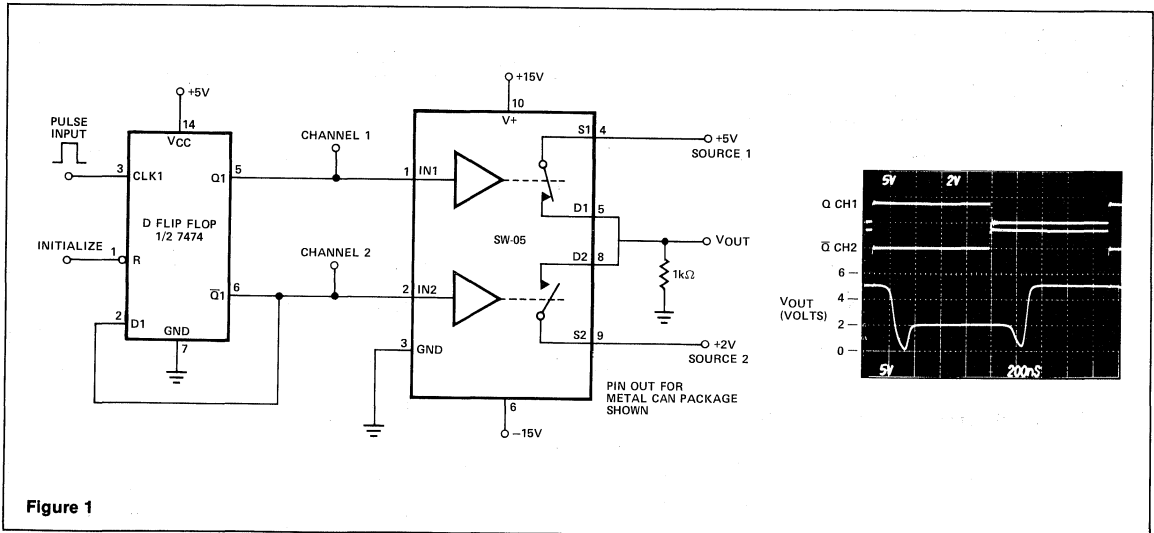 +5V
PULSE
INPUT
14
VCC
3
CLK1
Q1
5
D FLIP FLOP
1/2 7474
INITIALIZE
1
R
Q̅1
6
2
D1
GND
7
CHANNEL 1
CHANNEL 2
+15V
10
V+
1
IN1
S1
4
+5V
SOURCE 1
D1
5
SW-05
VOUT
D2
8
1kΩ
2
IN2
3
GND
S2
9
+2V
SOURCE 2
6
−15V
PIN OUT FOR
METAL CAN PACKAGE
SHOWN
5V 2V
Q CH1
Q̅ CH2
6
VOUT
(VOLTS)
4
2
0
5V 200nS
Figure 1